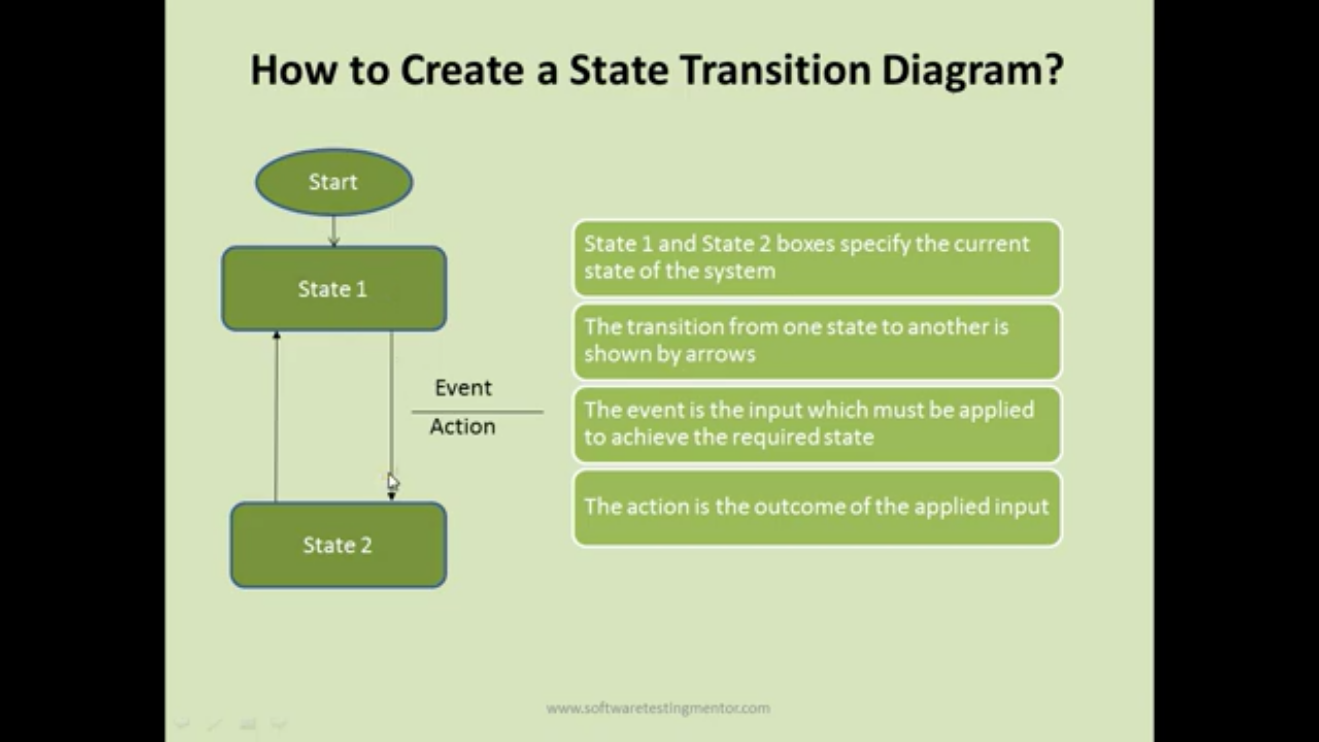 How to Create a State Transition Diagram?
Start
State 1
Event
Action
State 2
State 1 and State 2 boxes specify the current
state of the system
The transition from one state to another is
shown by arrows
The event is the input which must be applied
to achieve the required state
The action is the outcome of the applied input
www.softwaretestingmentor.com